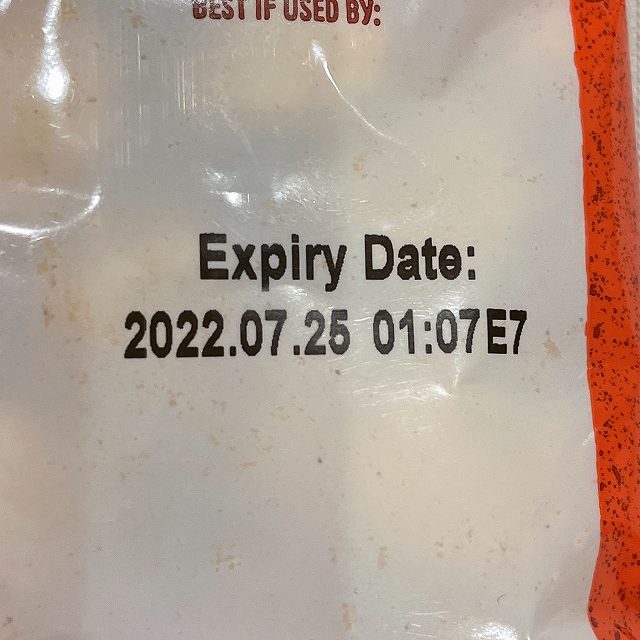 BEST IF USED BY:
Expiry Date:
2022.07.25 01:07E7